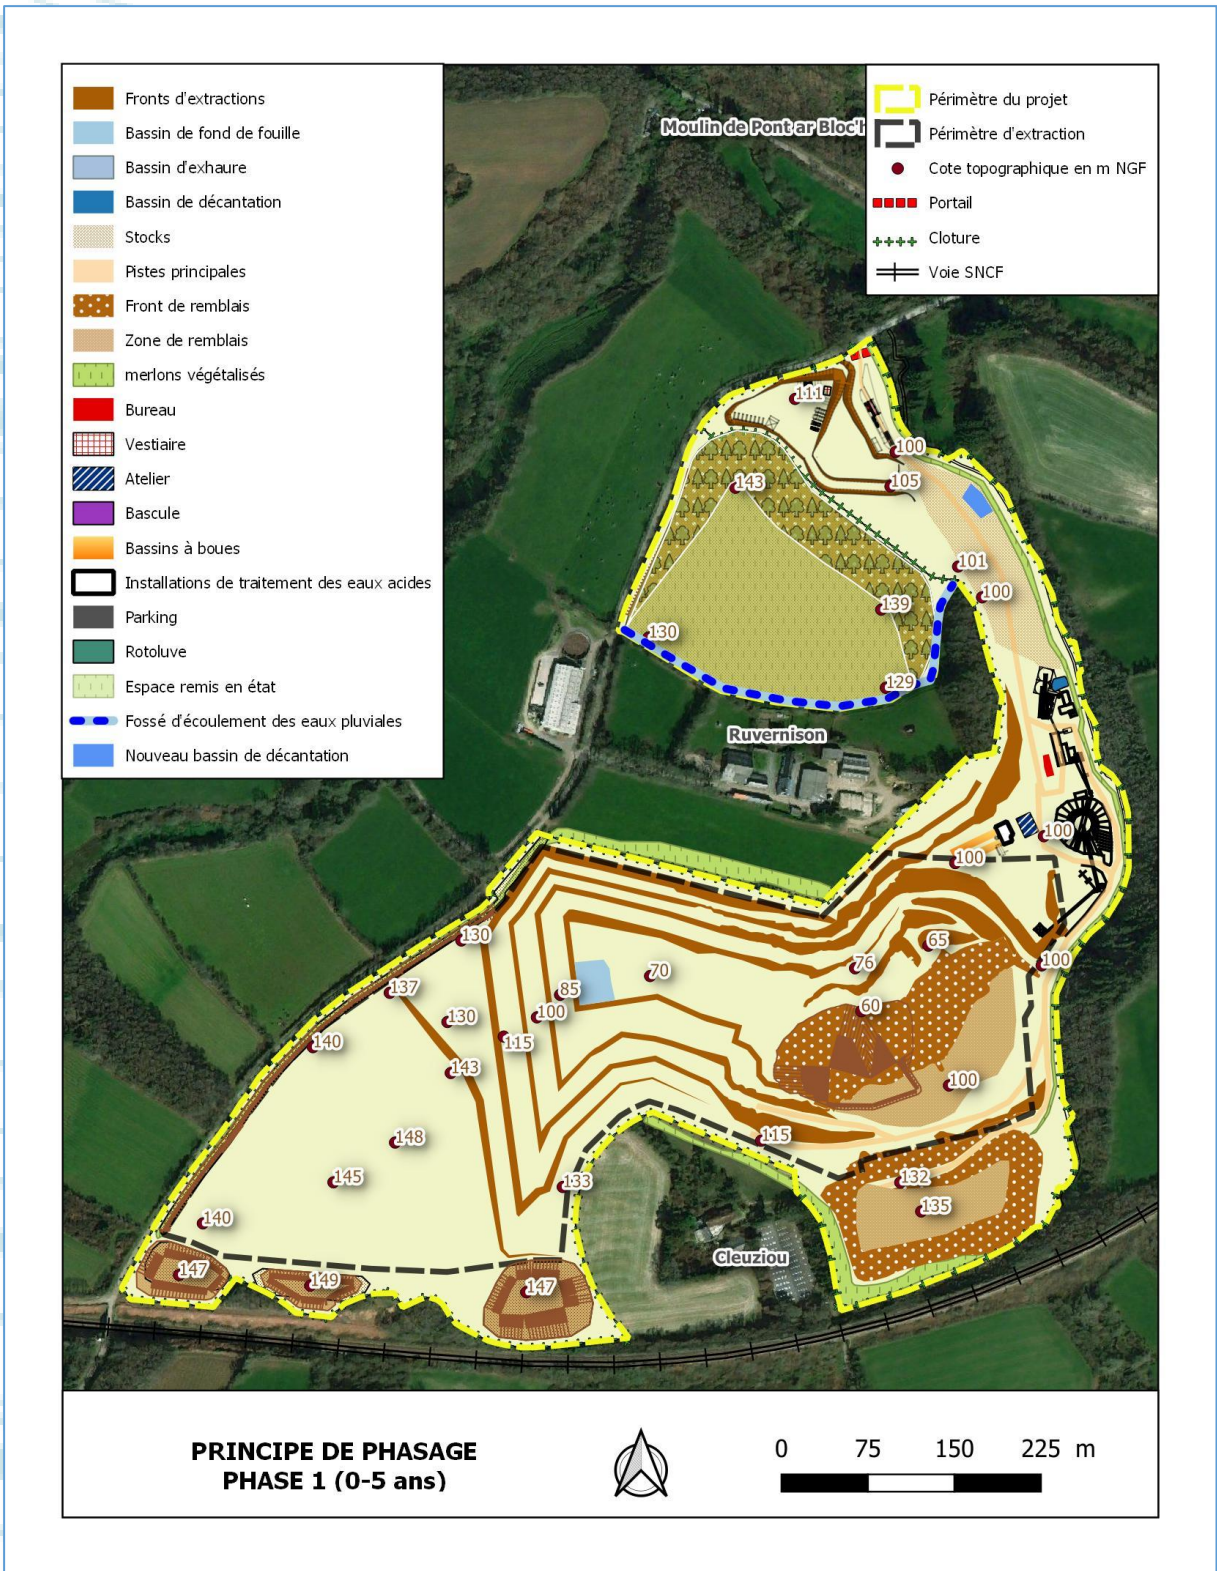 Fronts d'extractions
Bassin de fond de fouille
Bassin d'exhaure
Bassin de décantation
Stocks
Pistes principales
Front de remblais
Zone de remblais
merlons végétalisés
Bureau
Vestiaire
Atelier
Bascule
Bassins à boues
Installations de traitement des eaux acides
Parking
Rotoluve
Espace remis en état
Fossé d'écoulement des eaux pluviales
Nouveau bassin de décantation
Périmètre du projet
Périmètre d'extraction
Cote topographique en m NGF
Portail
Cloture
Voie SNCF
Moulin de Pont ar Bloc'h
111
100
105
143
101
100
139
130
129
Ruvernison
100
100
130
65
76
100
70
137
85
60
130
100
115
140
143
100
148
115
145
133
132
135
140
Cleuziou
147
149
147
PRINCIPE DE PHASAGE
PHASE 1 (0-5 ans)
0 75 150 225 m